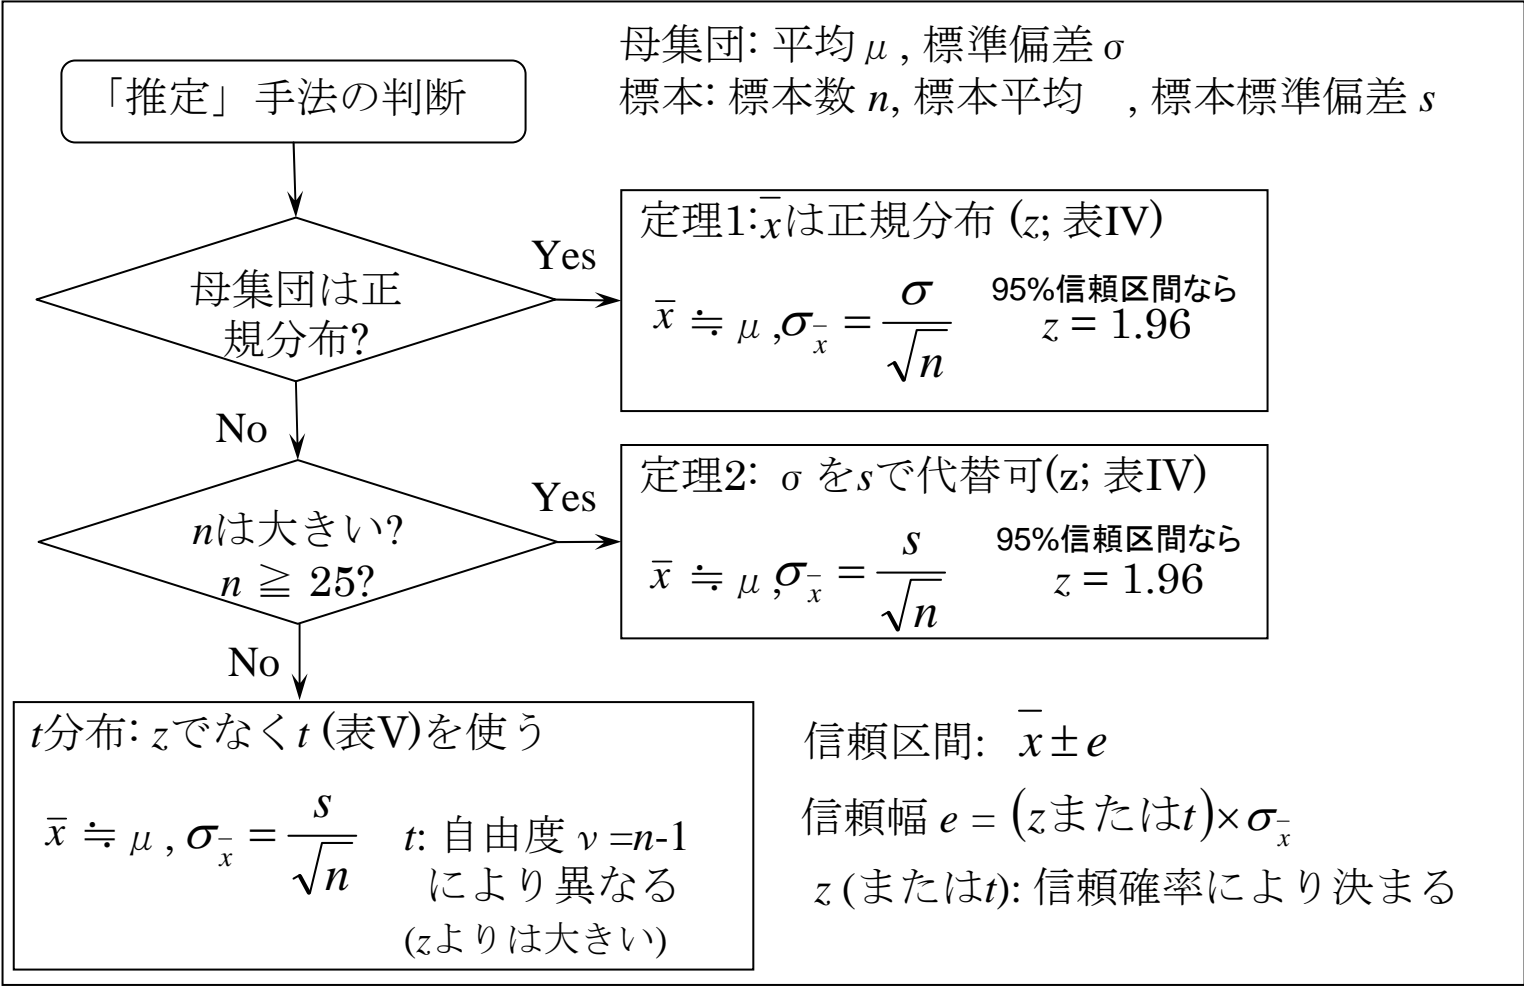 母集団: 平均 μ , 標準偏差 σ
標本: 標本数 n, 標本平均 , 標本標準偏差 s
「推定」手法の判断
母集団は正
規分布?
Yes
定理1: x̄は正規分布 (z; 表IV)
x̄ ≒ μ , σ_x̄ = σ/√n
95%信頼区間なら
z = 1.96
No
nは大きい?
n ≧ 25?
Yes
定理2: σ をsで代替可(z; 表IV)
x̄ ≒ μ , σ_x̄ = s/√n
95%信頼区間なら
z = 1.96
No
t分布: zでなくt (表V)を使う
x̄ ≒ μ , σ_x̄ = s/√n
t: 自由度 ν =n-1
により異なる
(zよりは大きい)
信頼区間: x̄ ± e
信頼幅 e = (zまたはt)×σ_x̄
z (またはt): 信頼確率により決まる